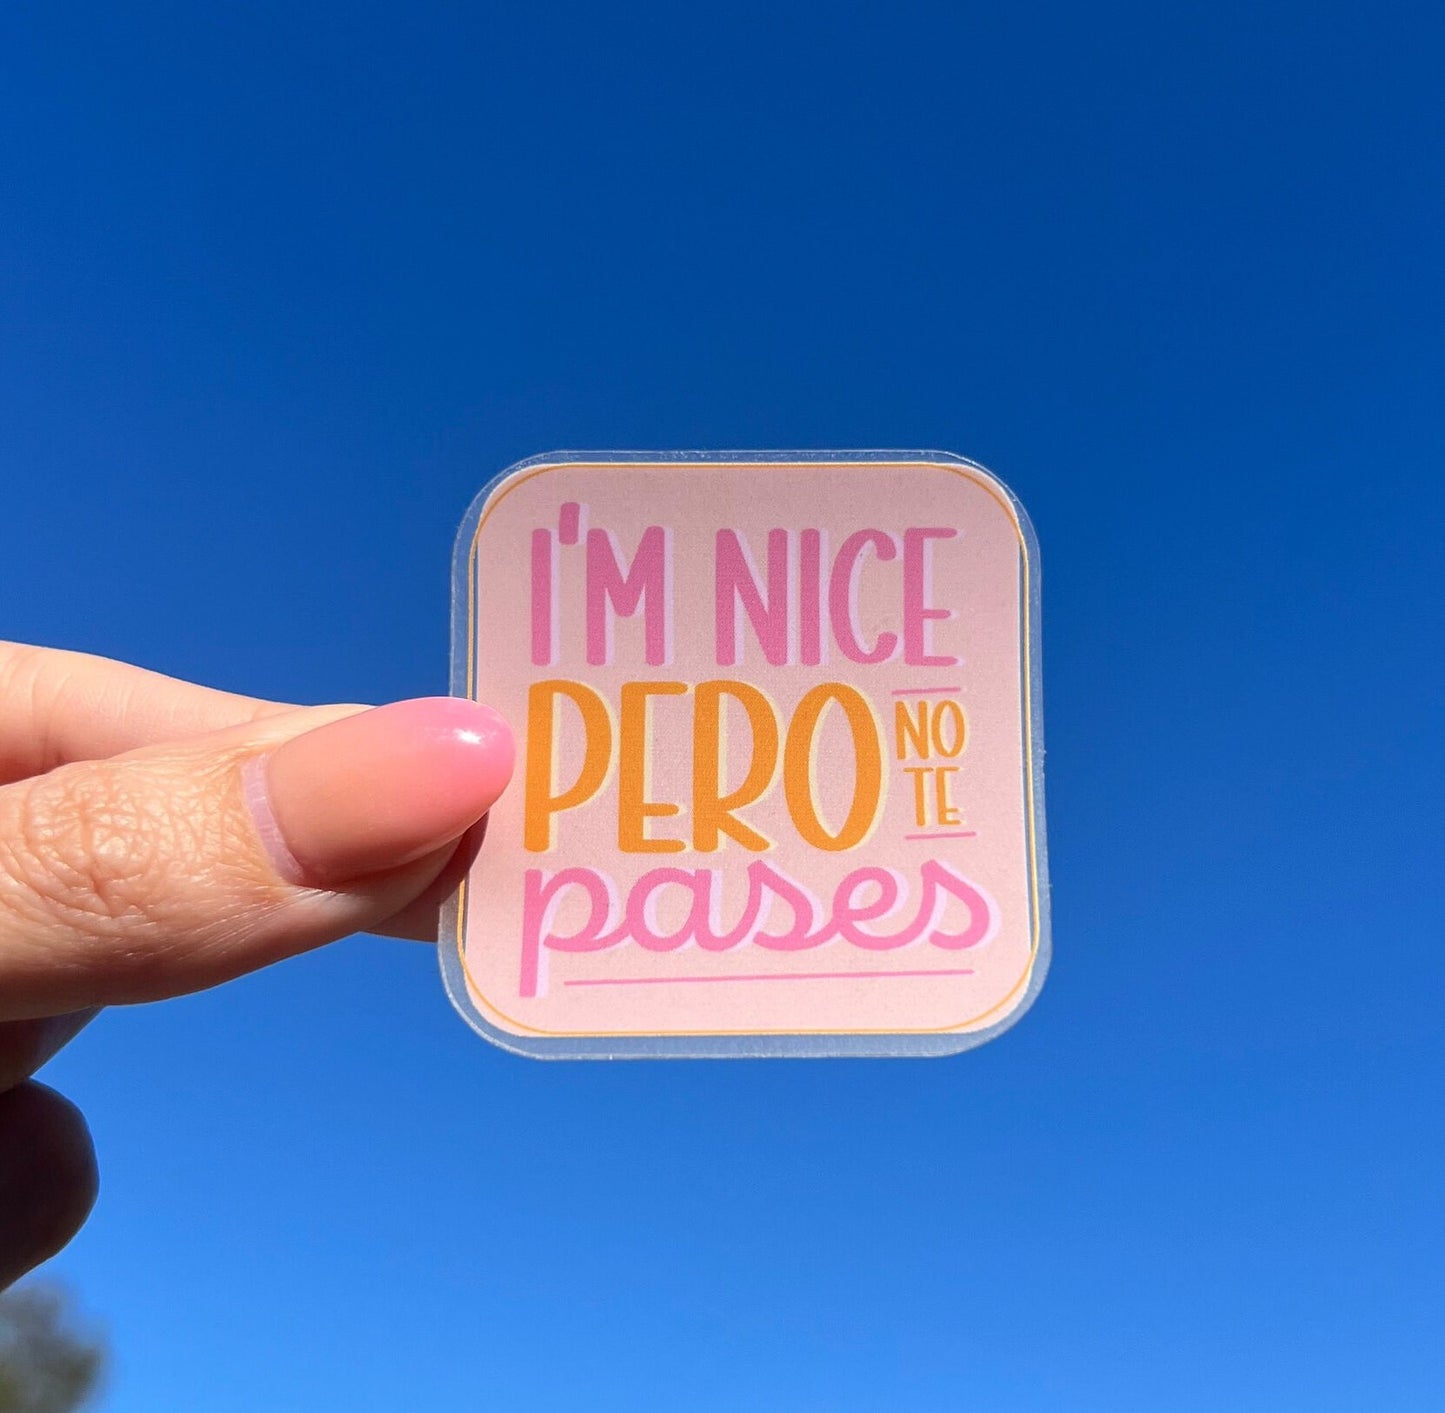 I'M NICE
PERO NO TE
pases